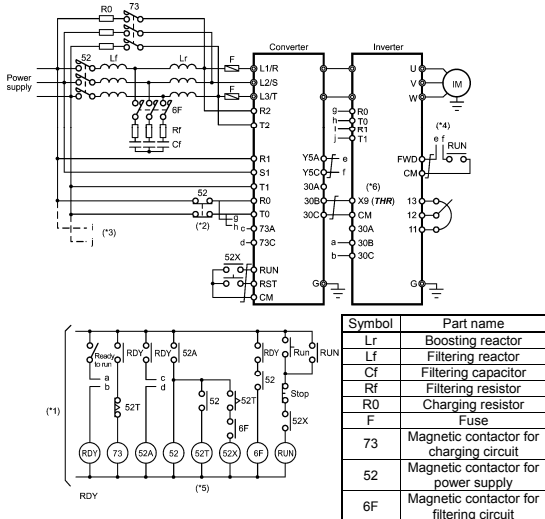 R0 73
Converter Inverter
52 Lf Lr F
Power
supply
L1/R
L2/S
L3/T
F
U
V
W
IM
R2
T2
6F
Rf
Cf
g R0
h T0
i R1
j T1
(*4)
e f RUN
R1
S1
T1
R0
T0
52
(*2)
g
h
i
j
(*3)
c 73A
d 73C
Y5A e
Y5C f
30A
30B
30C
(*6)
X9 (THR)
CM
30A
a 30B
b 30C
FWD
CM
13
12
11
52X
RUN
RST
CM
G
G
(*1)
Ready
to run
RDY RDY 52A RDY Run RUN
a
b
c
d
52T
52
52T
6F
52
Stop
52X
RDY 73 52A 52 52T 52X 6F RUN
RDY
(*5)
Symbol Part name
Lr Boosting reactor
Lf Filtering reactor
Cf Filtering capacitor
Rf Filtering resistor
R0 Charging resistor
F Fuse
73 Magnetic contactor for
charging circuit
52 Magnetic contactor for
power supply
6F Magnetic contactor for
filtering circuit